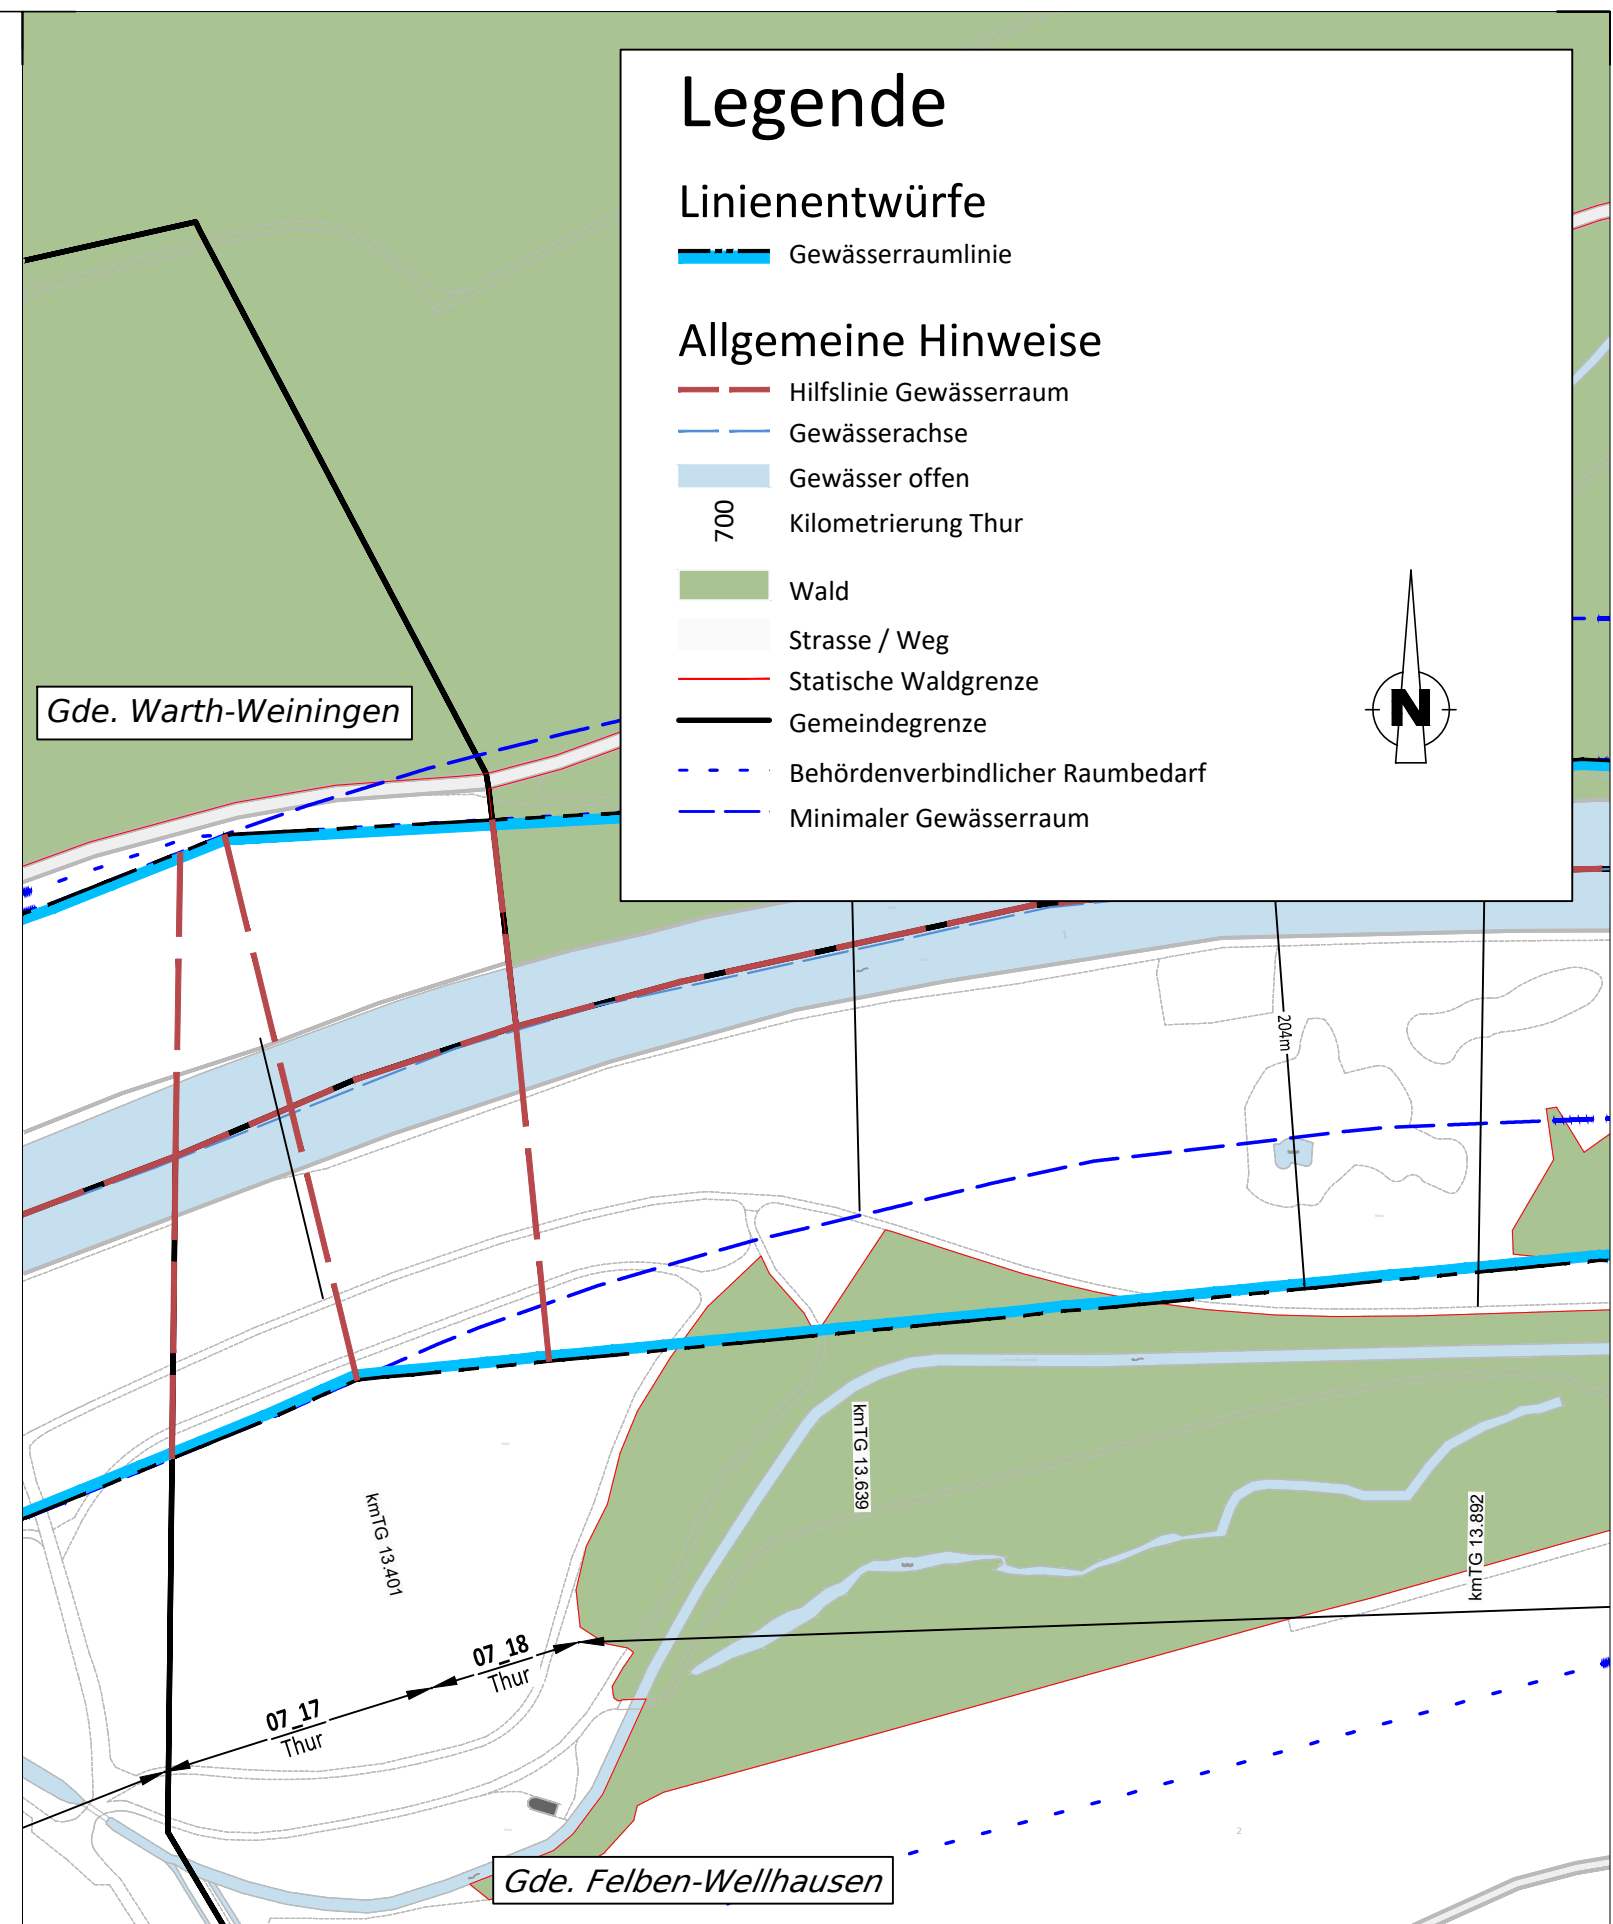 Legende
Linienentwürfe
Gewässerraumlinie
Allgemeine Hinweise
Hilfslinie Gewässerraum
Gewässerachse
Gewässer offen
700
Kilometrierung Thur
Wald
Strasse / Weg
Statische Waldgrenze
Gemeindegrenze
Behördenverbindlicher Raumbedarf
Minimaler Gewässerraum
N
Gde. Warth-Weiningen
1
204m
kmTG 13.401
kmTG 13.639
kmTG 13.892
07_18
Thur
07_17
Thur
2
Gde. Felben-Wellhausen